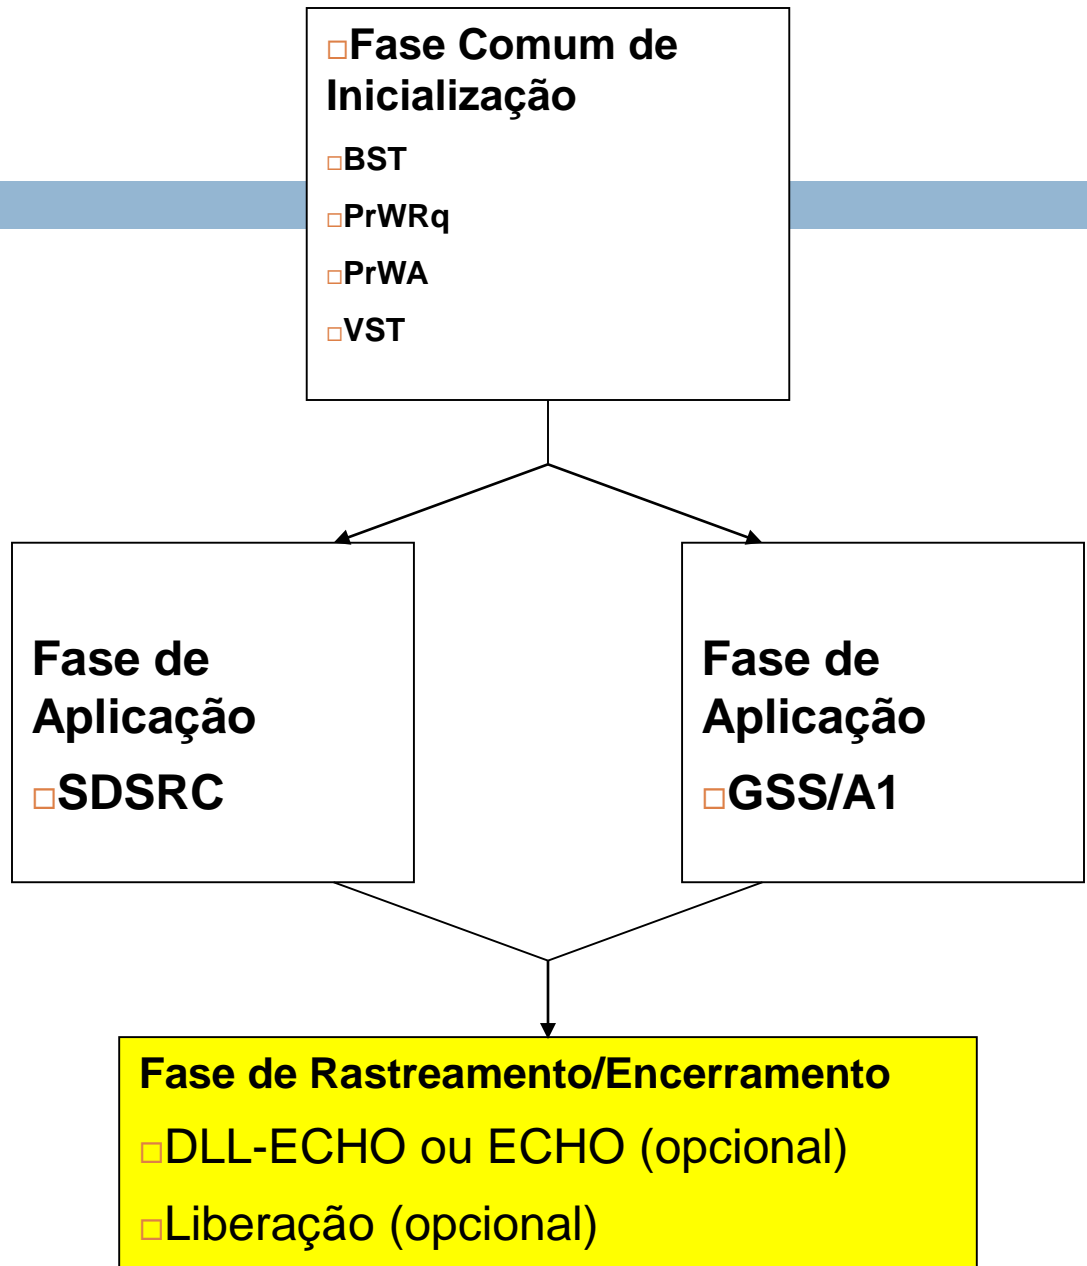 □Fase Comum de
Inicialização
□BST
□PrWRq
□PrWA
□VST
Fase de
Aplicação
□SDSRC
Fase de
Aplicação
□GSS/A1
Fase de Rastreamento/Encerramento
□DLL-ECHO ou ECHO (opcional)
□Liberação (opcional)